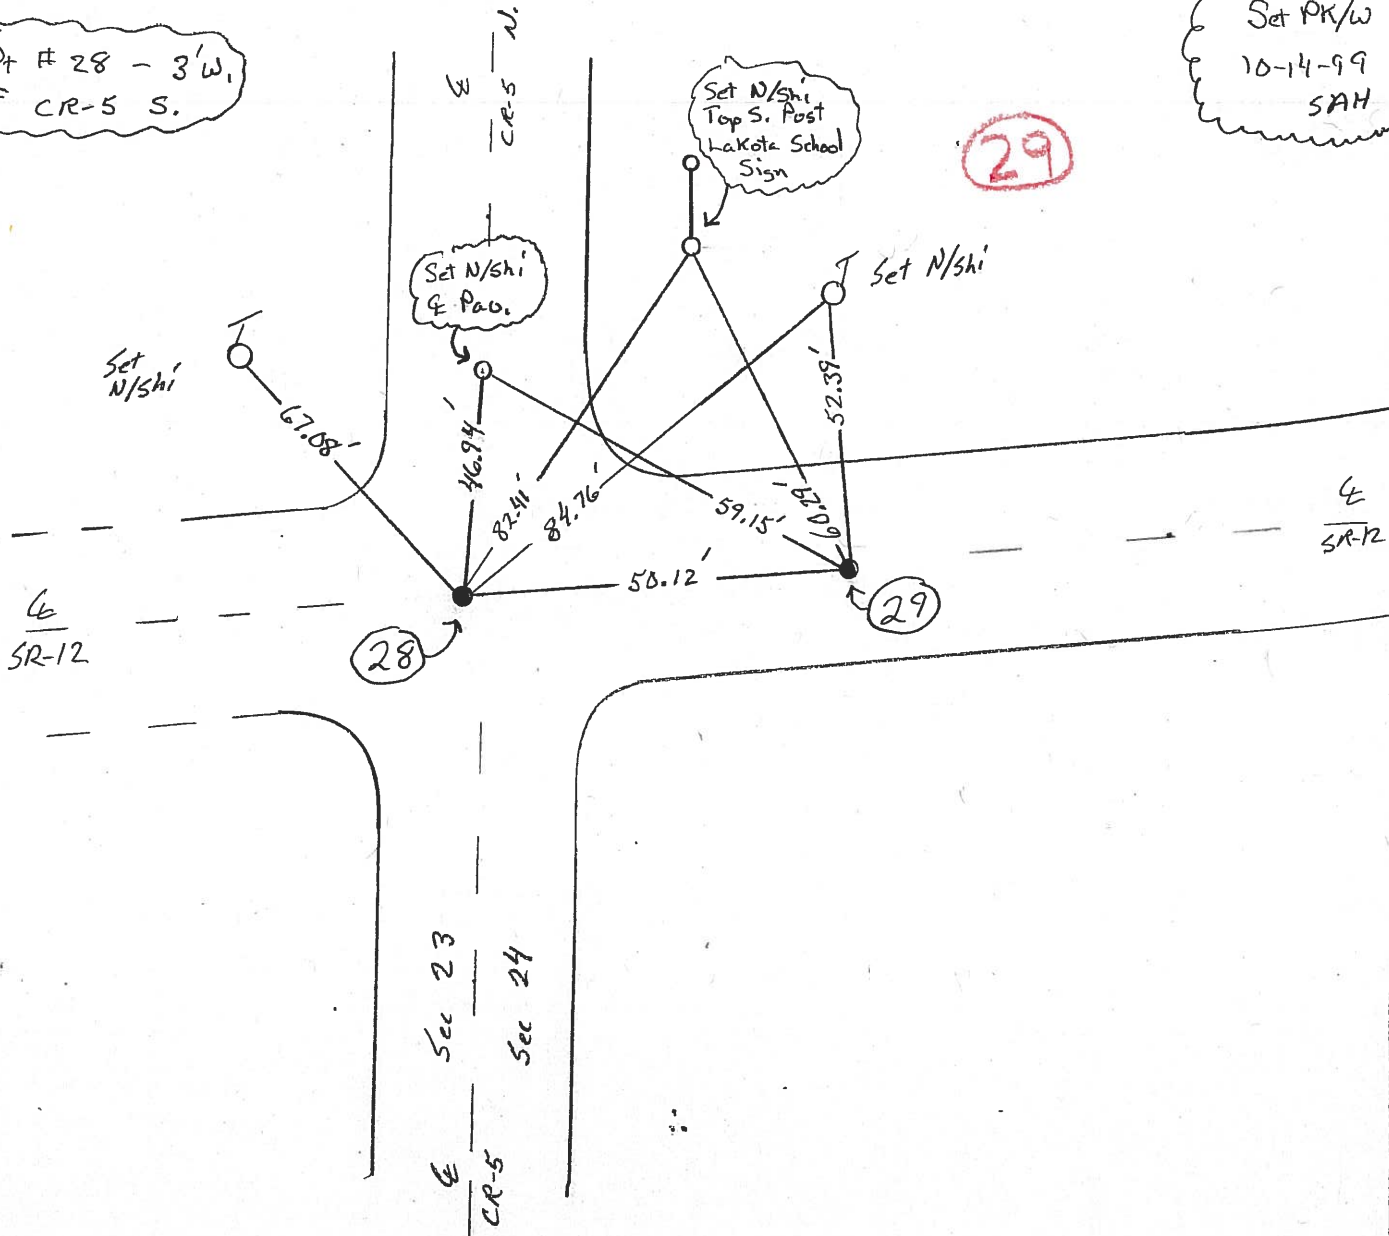 Pt # 28 - 3' W.
CR-5 S.
℄
CR-5
N.
Set N/Shi
Top S. Post
Lakota School
Sign
29
Set PK/W
10-14-99
SAH
Set N/Shi
℄ Pav.
Set N/Shi
Set
N/Shi
67.08'
46.94'
82.41'
84.76'
59.15'
60.29'
52.39'
50.12'
℄
SR-12
℄
SR-12
28
29
Sec 23
Sec 24
℄
CR-5